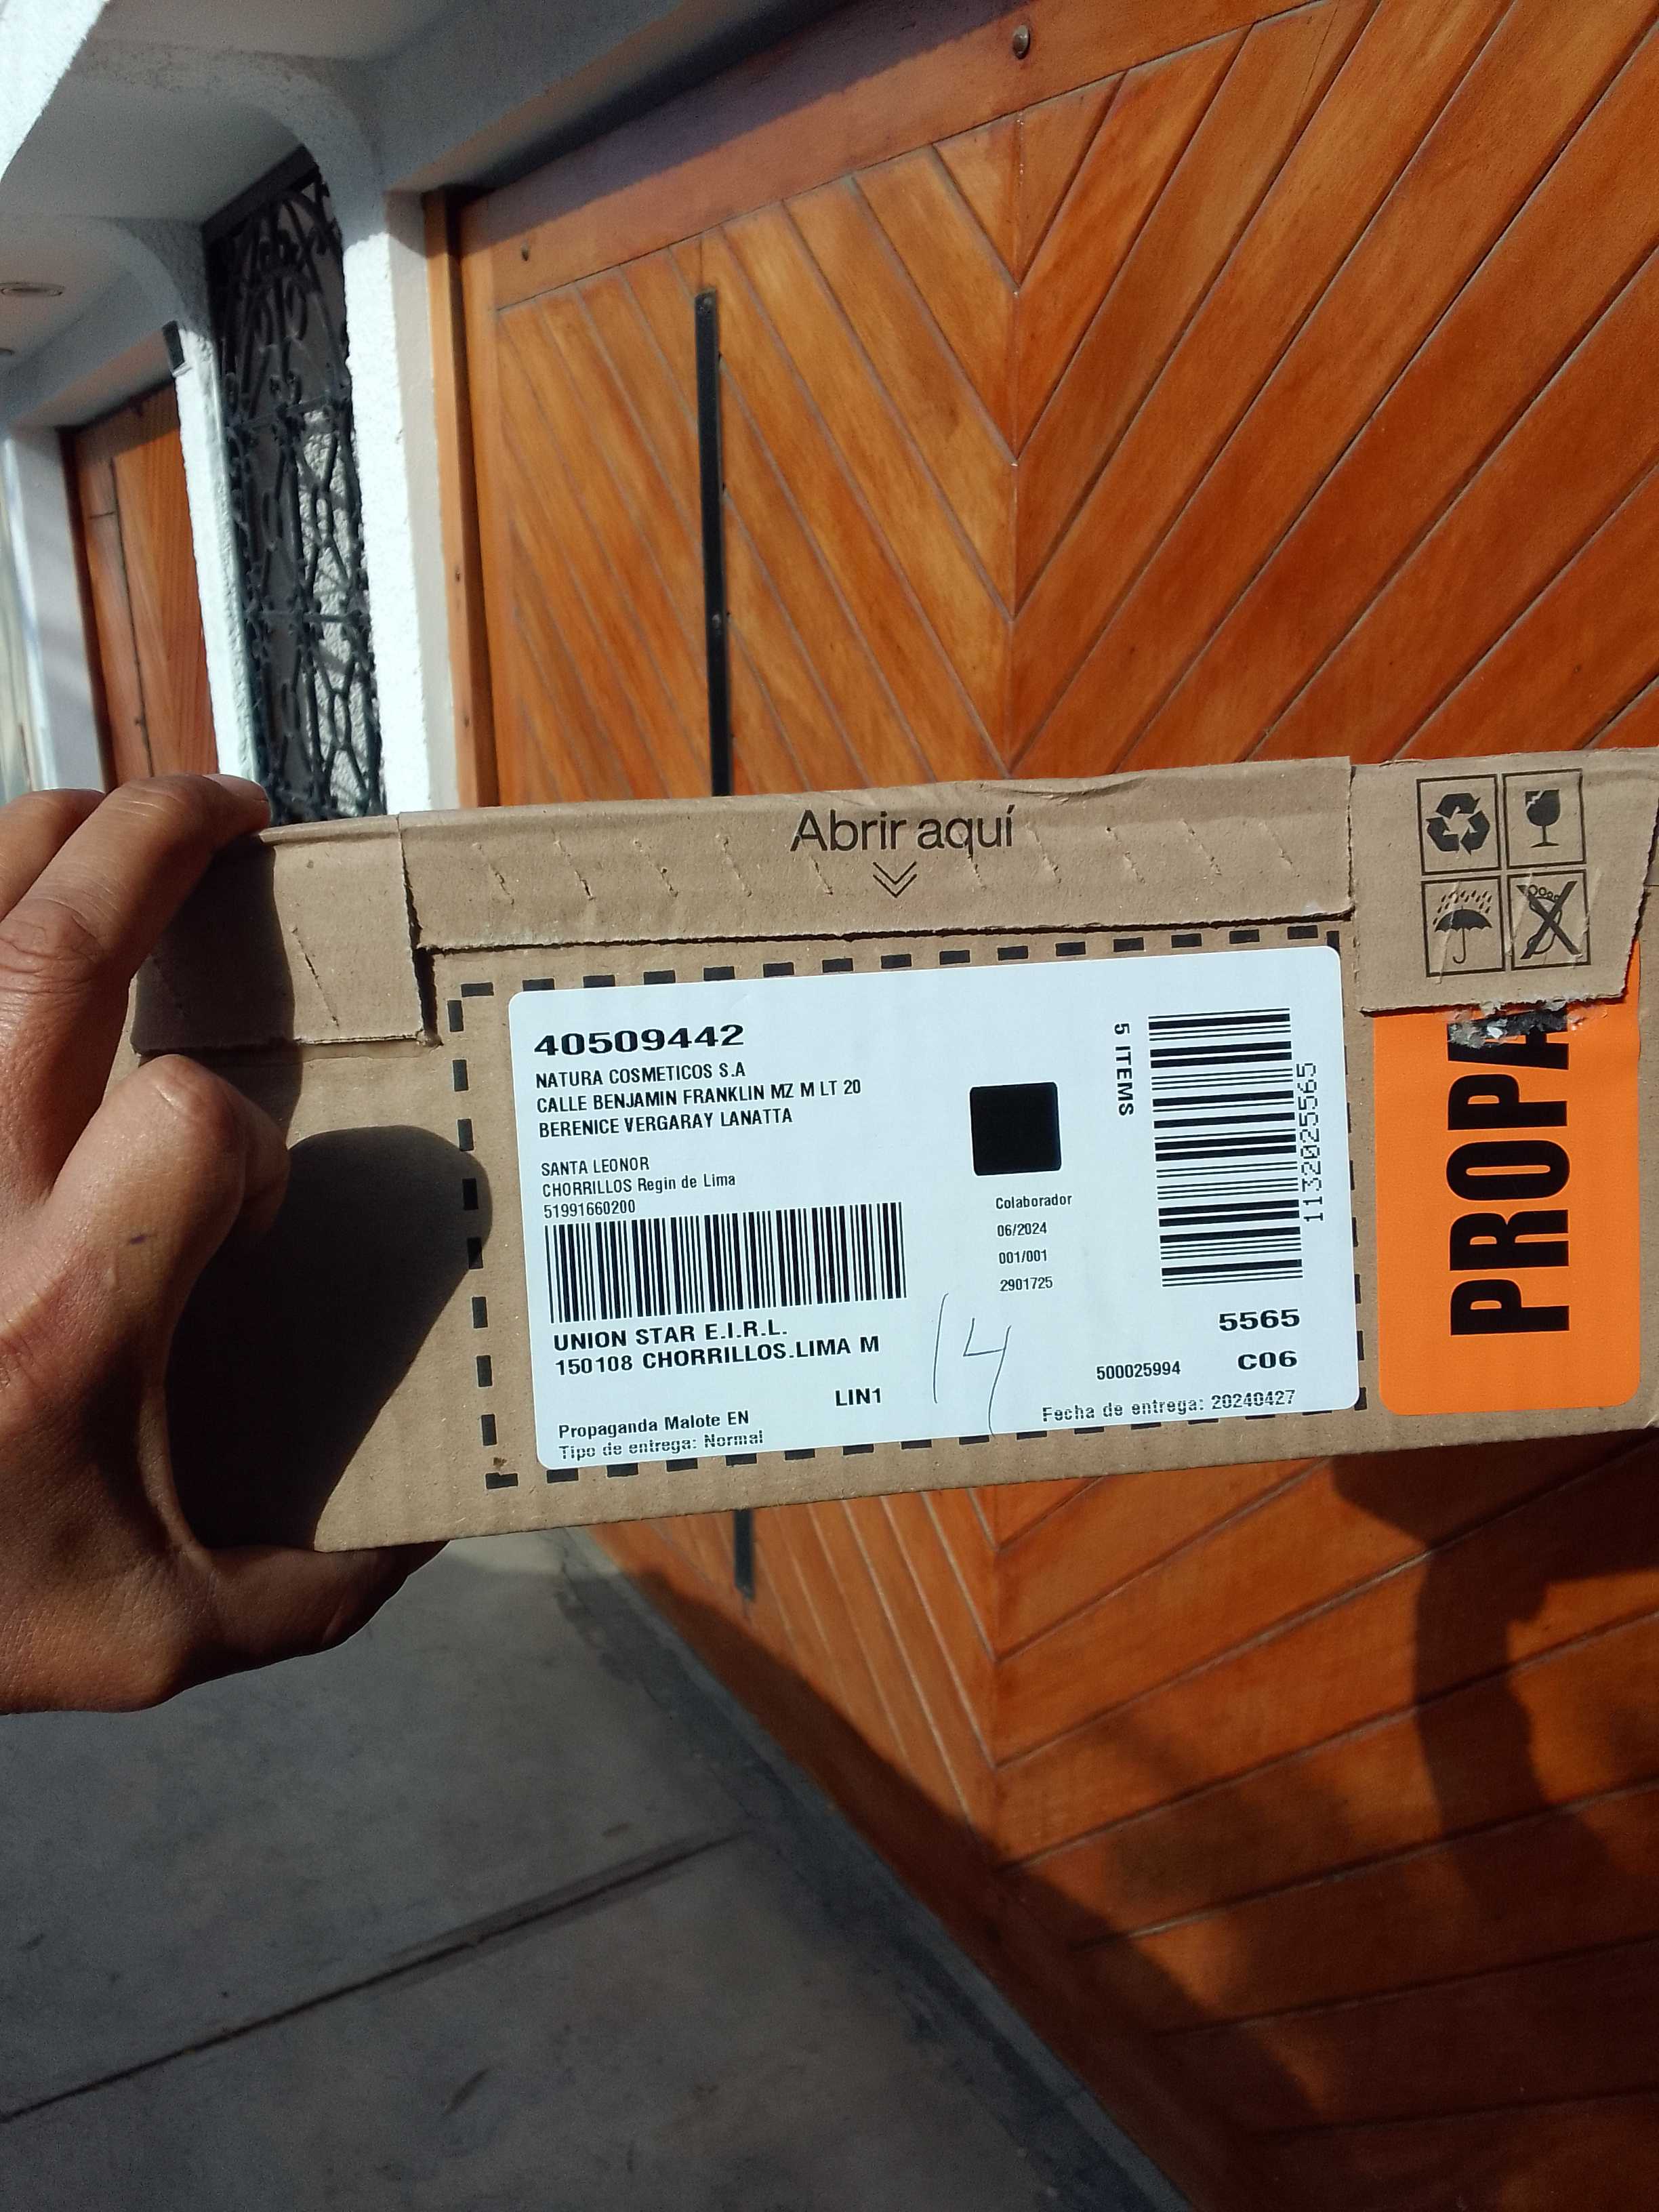 Abrir aquí
40509442
NATURA COSMETICOS S.A
CALLE BENJAMIN FRANKLIN MZ M LT 20
BERENICE VERGARAY LANATTA
SANTA LEONOR
CHORRILLOS Regin de Lima
51991660200
UNION STAR E.I.R.L.
150108 CHORRILLOS.LIMA M
LIN1
Propaganda Malote EN
Tipo de entrega: Normal
Colaborador
06/2024
001/001
2901725
14
5 ITEMS
1132025565
5565
C06
500025994
Fecha de entrega: 20240427
PROPA